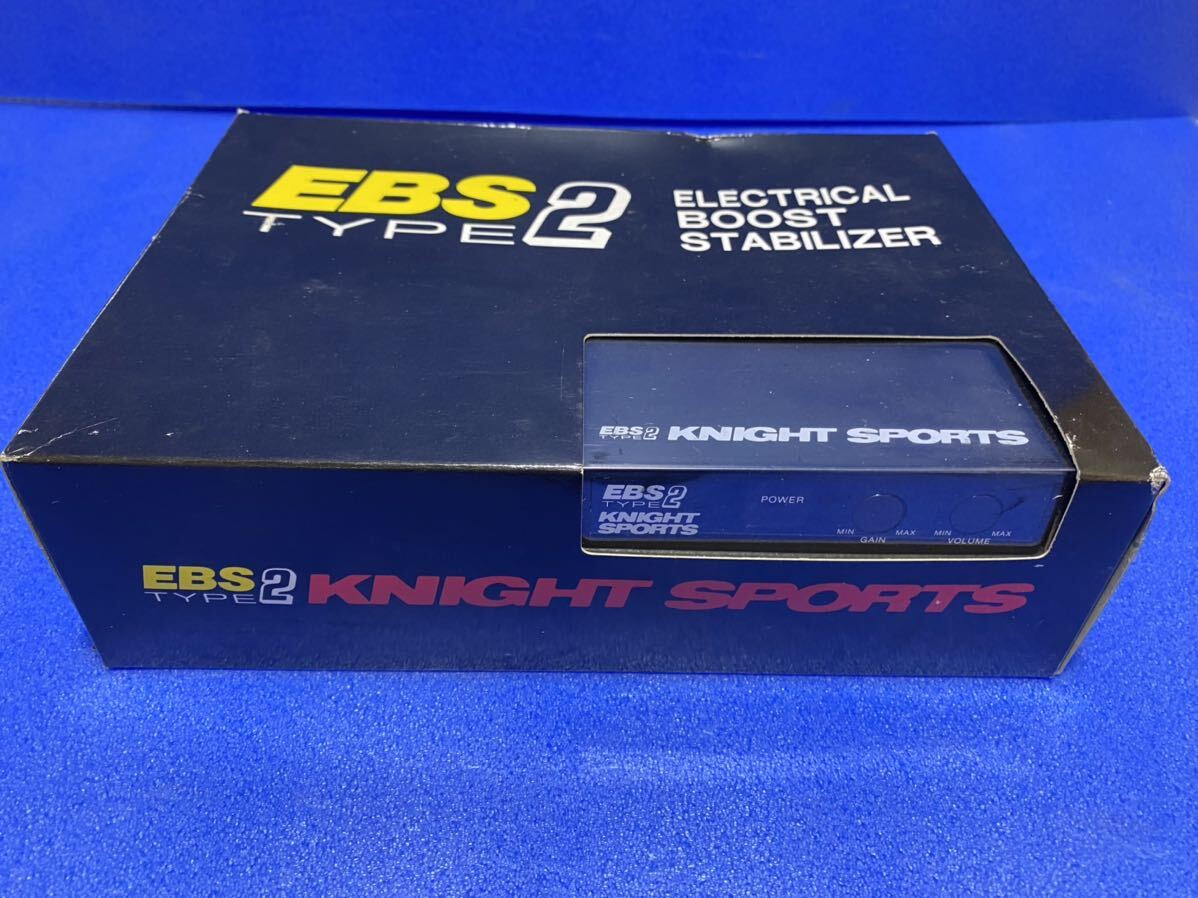 EBS
TYPE 2
ELECTRICAL
BOOST
STABILIZER
EBS
TYPE 2
KNIGHT SPORTS
EBS
TYPE 2
KNIGHT
SPORTS
POWER
MIN MAX
GAIN
MIN MAX
VOLUME
EBS
TYPE 2
KNIGHT SPORTS